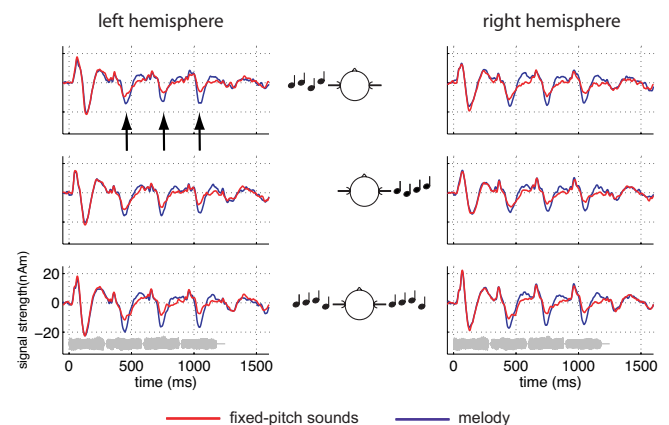 left hemisphere
right hemisphere
signal strength(nAm)
20
0
−20
0
500
1000
1500
time (ms)
0
500
1000
1500
time (ms)
fixed-pitch sounds
melody